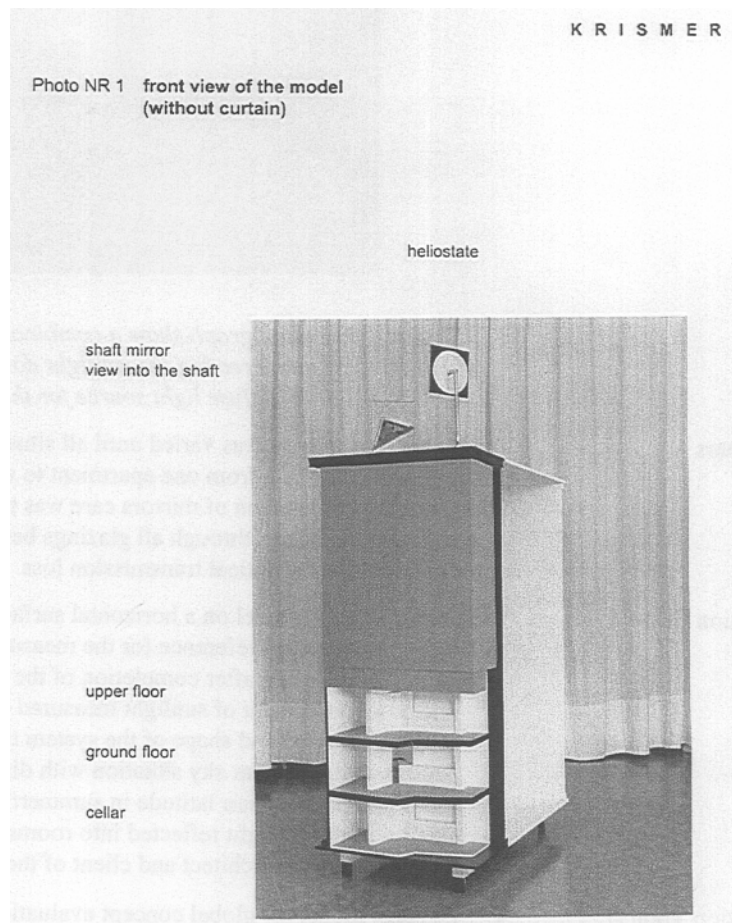 KRISMER
Photo NR 1 front view of the model
(without curtain)
heliostate
shaft mirror
view into the shaft
upper floor
ground floor
cellar